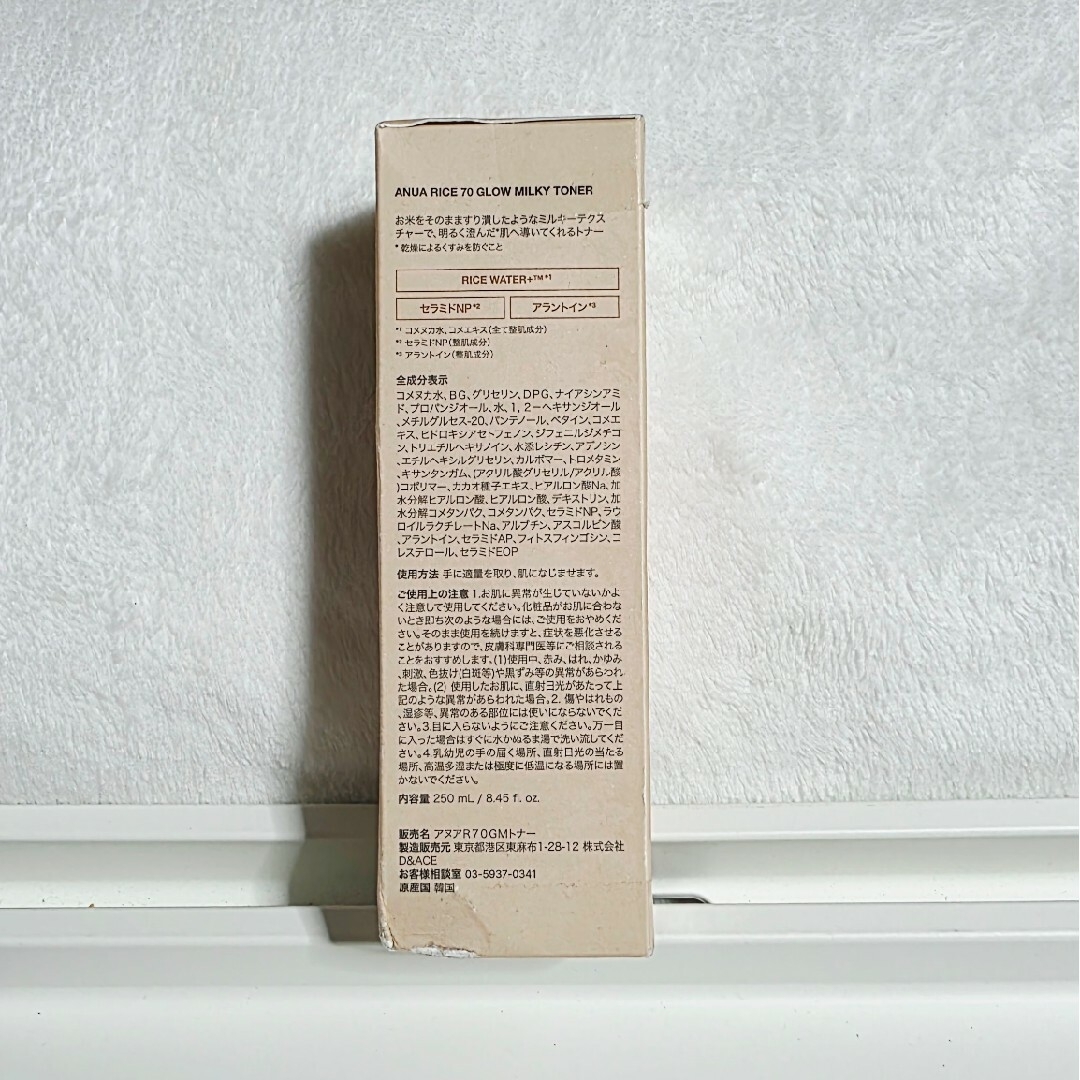 ANUA RICE 70 GLOW MILKY TONER
お米をそのまますり潰したようなミルキーテクス
チャーで、明るく澄んだ*肌へ導いてくれるトナー
*乾燥によるくすみを防ぐこと
RICE WATER+™*1
セラミドNP*2
アラントイン*3
*1 コメヌカ水、コメエキス(全て整肌成分)
*2 セラミドNP(整肌成分)
*3 アラントイン(整肌成分)
全成分表示
コメヌカ水、BG、グリセリン、DPG、ナイアシンアミ
ド、プロパンジオール、水、1,2-ヘキサンジオール
、メチルグルセス-20、パンテノール、ベタイン、コメエ
キス、ヒドロキシアセトフェノン、ジフェニルジメチコ
ン、トリエチルヘキサノイン、水添レシチン、アデノシン
、エチルヘキシルグリセリン、カルボマー、トロメタミン
、キサンタンガム、(アクリル酸グリセリル/アクリル酸
)コポリマー、カカオ種子エキス、ヒアルロン酸Na、加
水分解ヒアルロン酸、ヒアルロン酸、デキストリン、加
水分解コメタンパク、コメタンパク、セラミドNP、ラウ
ロイルラクチレートNa、アルブチン、アスコルビン酸
、アラントイン、セラミドAP、フィトスフィンゴシン、コ
レステロール、セラミドEOP
使用方法 手に適量を取り、肌になじませます。
ご使用上の注意 1.お肌に異常が生じていないかよ
く注意して使用してください。化粧品がお肌に合わな
いとき即ち次のような場合には、ご使用をおやめくだ
さい。そのまま使用を続けますと、症状を悪化させる
ことがありますので、皮膚科専門医等にご相談される
ことをおすすめします。(1)使用中、赤み、はれ、かゆみ
、刺激、色抜け(白斑等)や黒ずみ等の異常があらわれ
た場合。(2) 使用したお肌に、直射日光があたって上
記のような異常があらわれた場合。2. 傷やはれもの
、湿疹等、異常のある部位には使いにならないでくだ
さい。3.目に入らないようにご注意ください。万一目
に入った場合はすぐに水かぬるま湯で洗い流してくだ
さい。4.乳幼児の手の届く場所、直射日光の当たる
場所、高温多湿または極度に低温になる場所には置
かないでください。
内容量 250 mL / 8.45 fl. oz.
販売名 アヌアR70GMトナー
製造販売元 東京都港区東麻布1-28-12 株式会社
D&ACE
お客様相談室 03-5937-0341
原産国 韓国